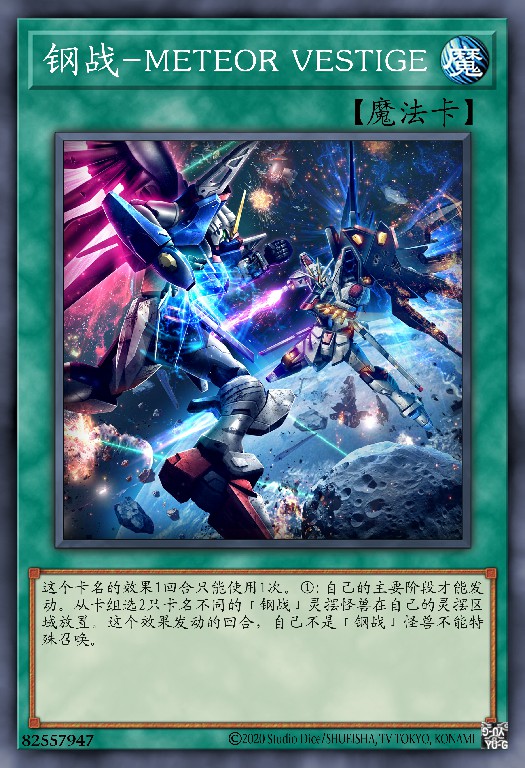 钢战-METEOR VESTIGE
魔
【魔法卡】
这个卡名的效果1回合只能使用1次。①:自己的主要阶段才能发
动。从卡组选2只卡名不同的「钢战」灵摆怪兽在自己的灵摆区
域放置。这个效果发动的回合,自己不是「钢战」怪兽不能特
殊召唤。
82557947
©2020 Studio Dice/SHUEISHA,TV TOKYO, KONAMI